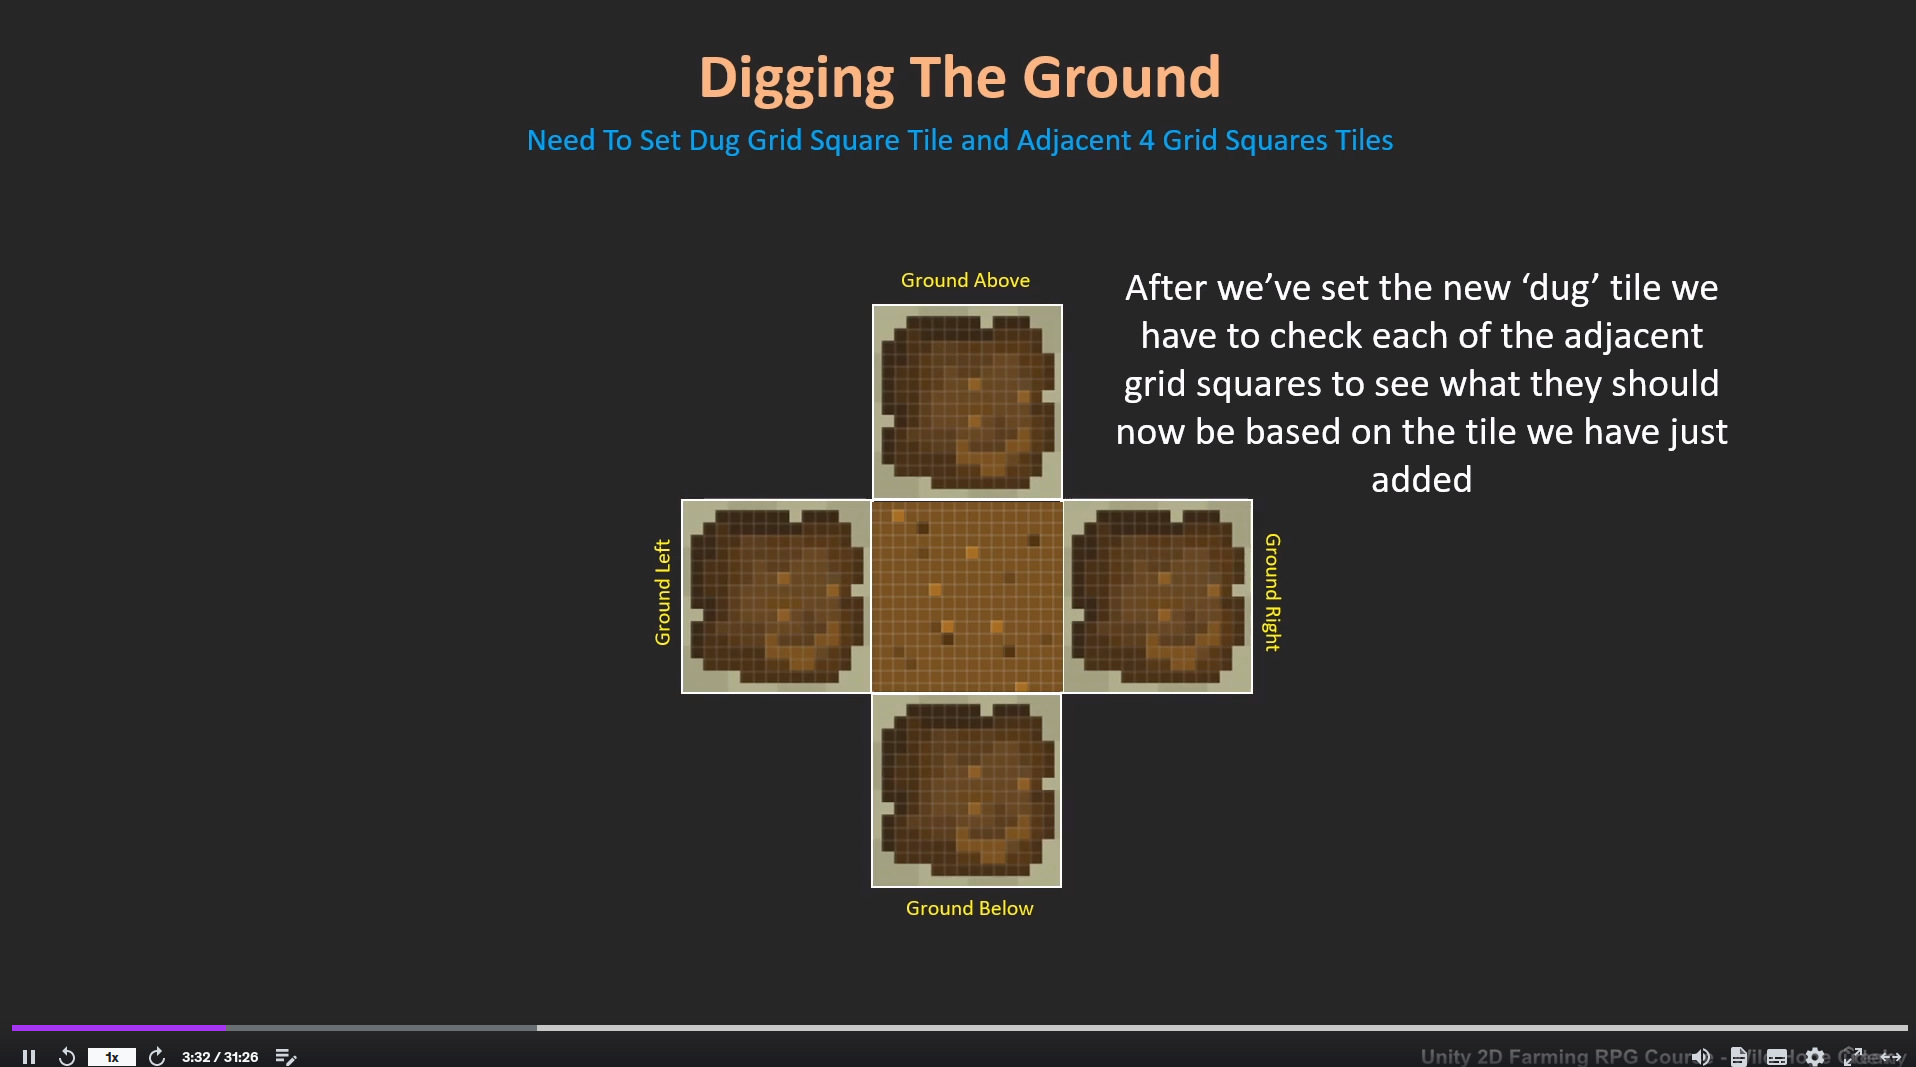 Digging The Ground
Need To Set Dug Grid Square Tile and Adjacent 4 Grid Squares Tiles
Ground Above
After we’ve set the new ‘dug’ tile we
have to check each of the adjacent
grid squares to see what they should
now be based on the tile we have just
added
Ground Left
Ground Right
Ground Below
1x
3:32 / 31:26
Unity 2D Farming RPG